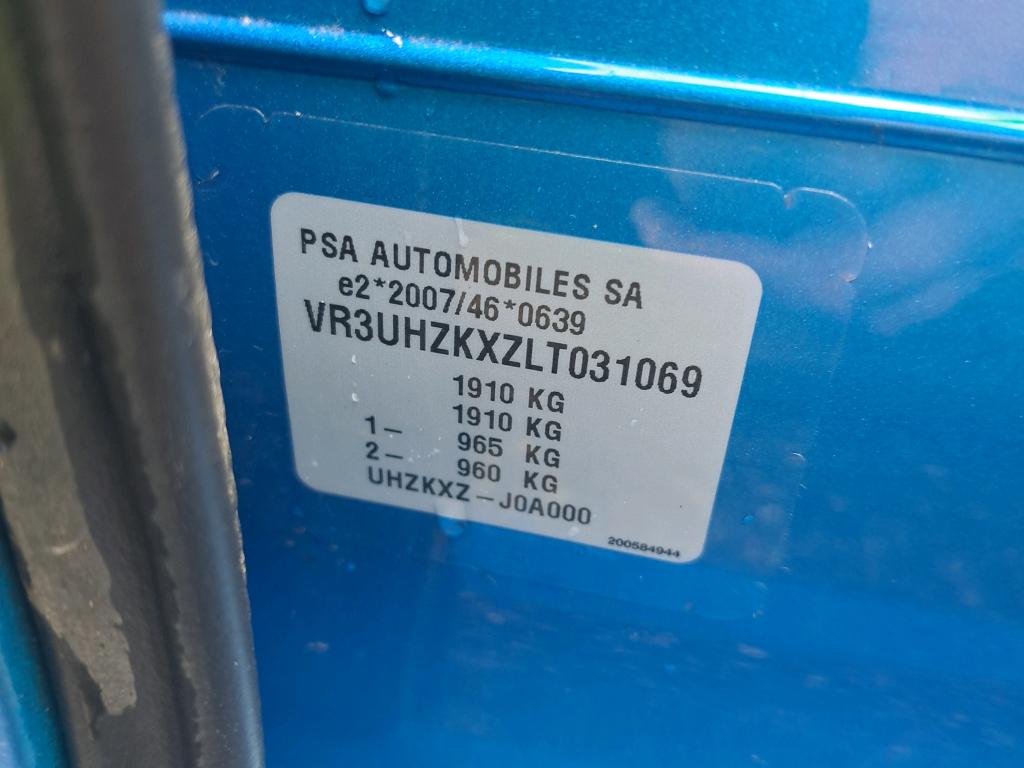 PSA AUTOMOBILES SA
e2*2007/46*0639
VR3UHZKXZLT031069
1910 KG
1910 KG
1– 965 KG
2– 960 KG
UHZKXZ–J0A000
200584944